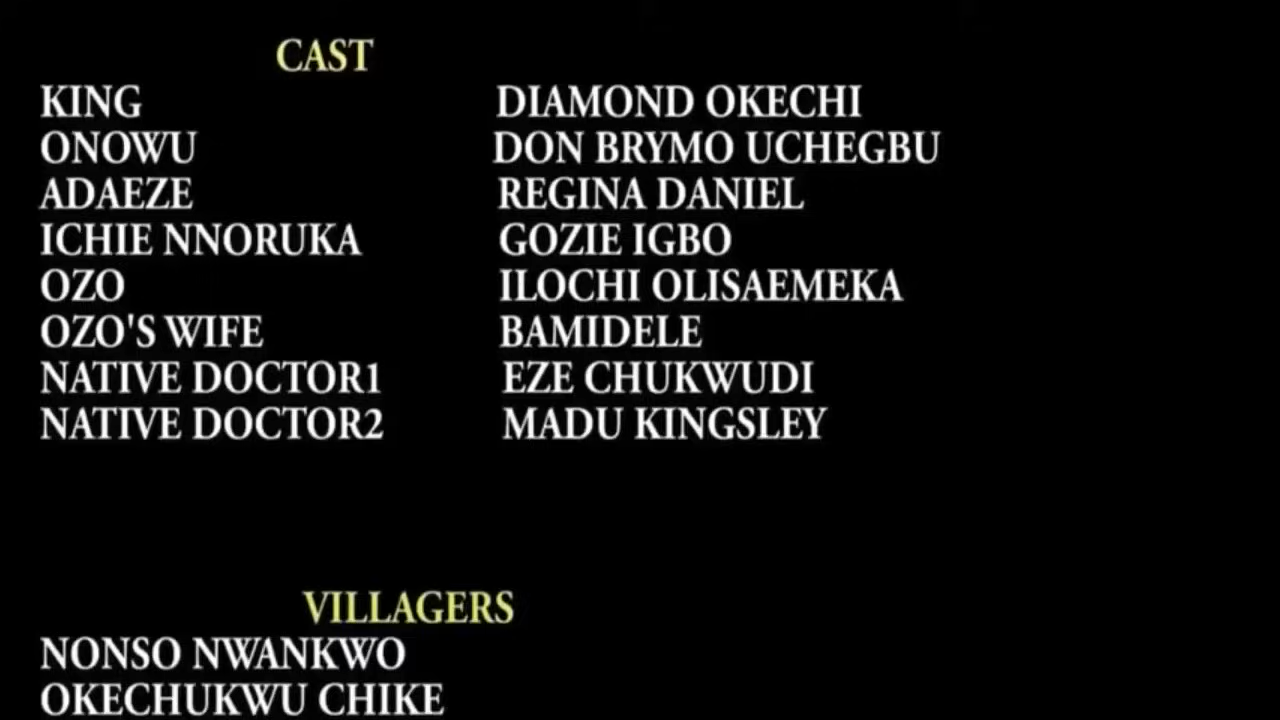 CAST
KING DIAMOND OKECHI
ONOWU DON BRYMO UCHEGBU
ADAEZE REGINA DANIEL
ICHIE NNORUKA GOZIE IGBO
OZO ILOCHI OLISAEMEKA
OZO'S WIFE BAMIDELE
NATIVE DOCTOR1 EZE CHUKWUDI
NATIVE DOCTOR2 MADU KINGSLEY
VILLAGERS
NONSO NWANKWO
OKECHUKWU CHIKE